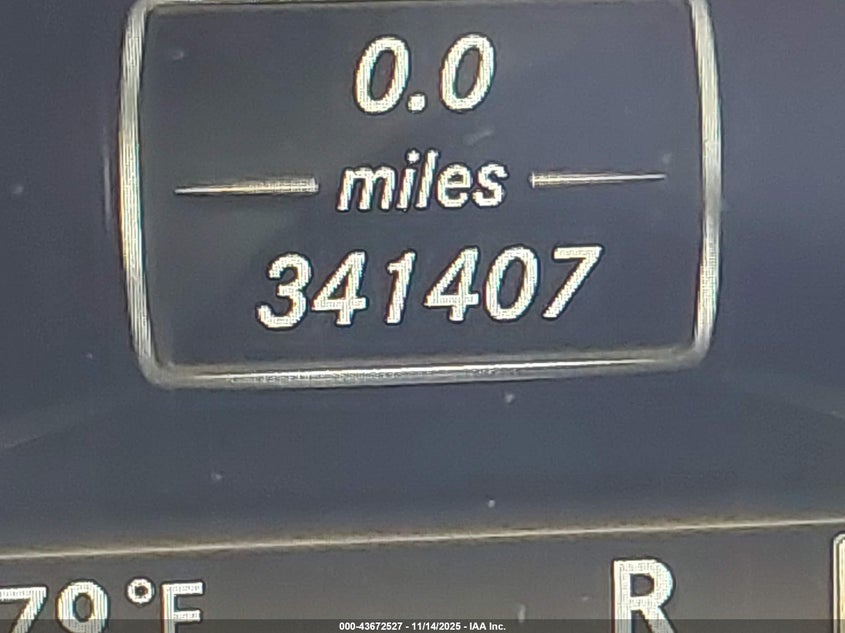 0.0
miles
341407
79°F R
000-43672527 - 11/14/2025 - IAA Inc.